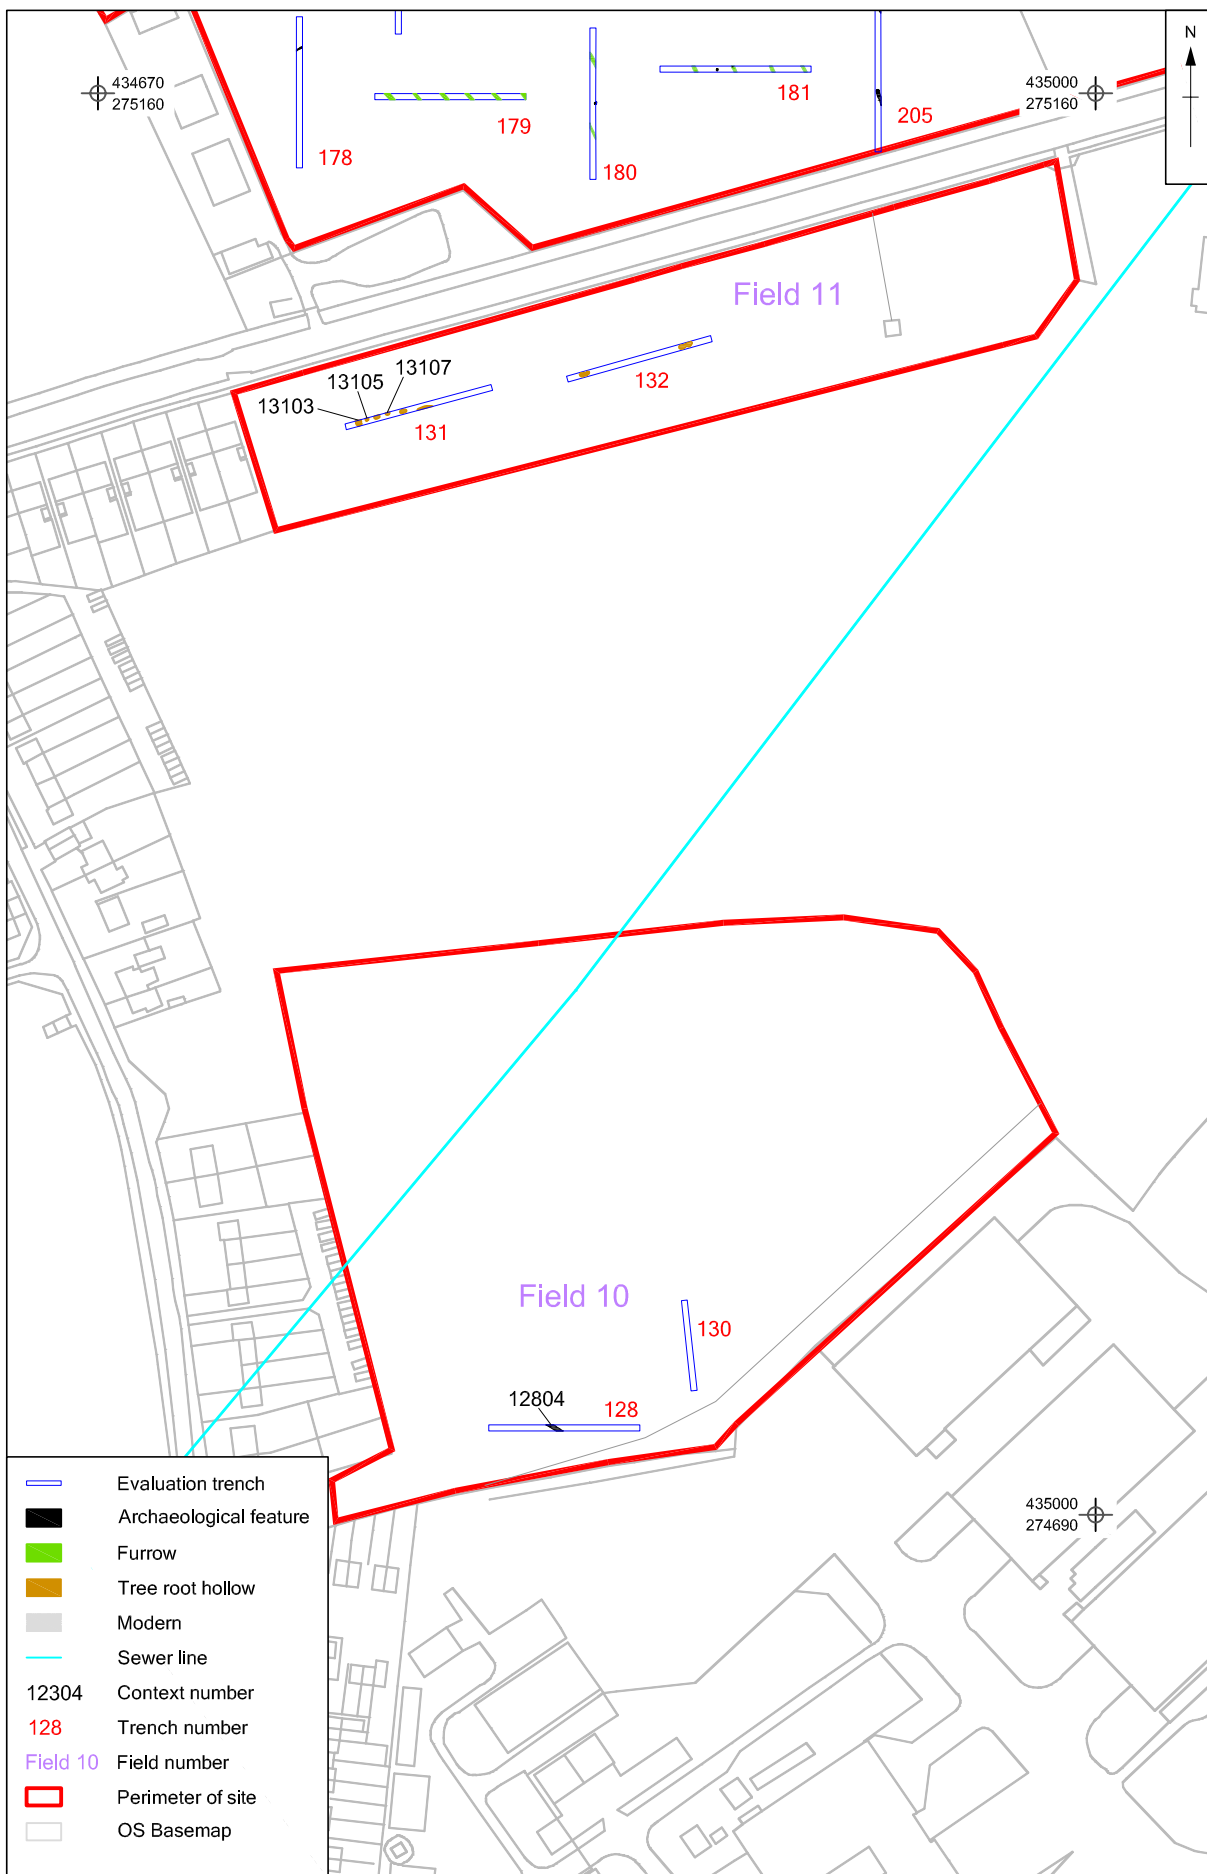 N
434670
275160
435000
275160
181
179
205
178
180
Field 11
13107
13105
13103
132
131
Field 10
130
12804
128
435000
274690
Evaluation trench
Archaeological feature
Furrow
Tree root hollow
Modern
Sewer line
12304 Context number
128 Trench number
Field 10 Field number
Perimeter of site
OS Basemap